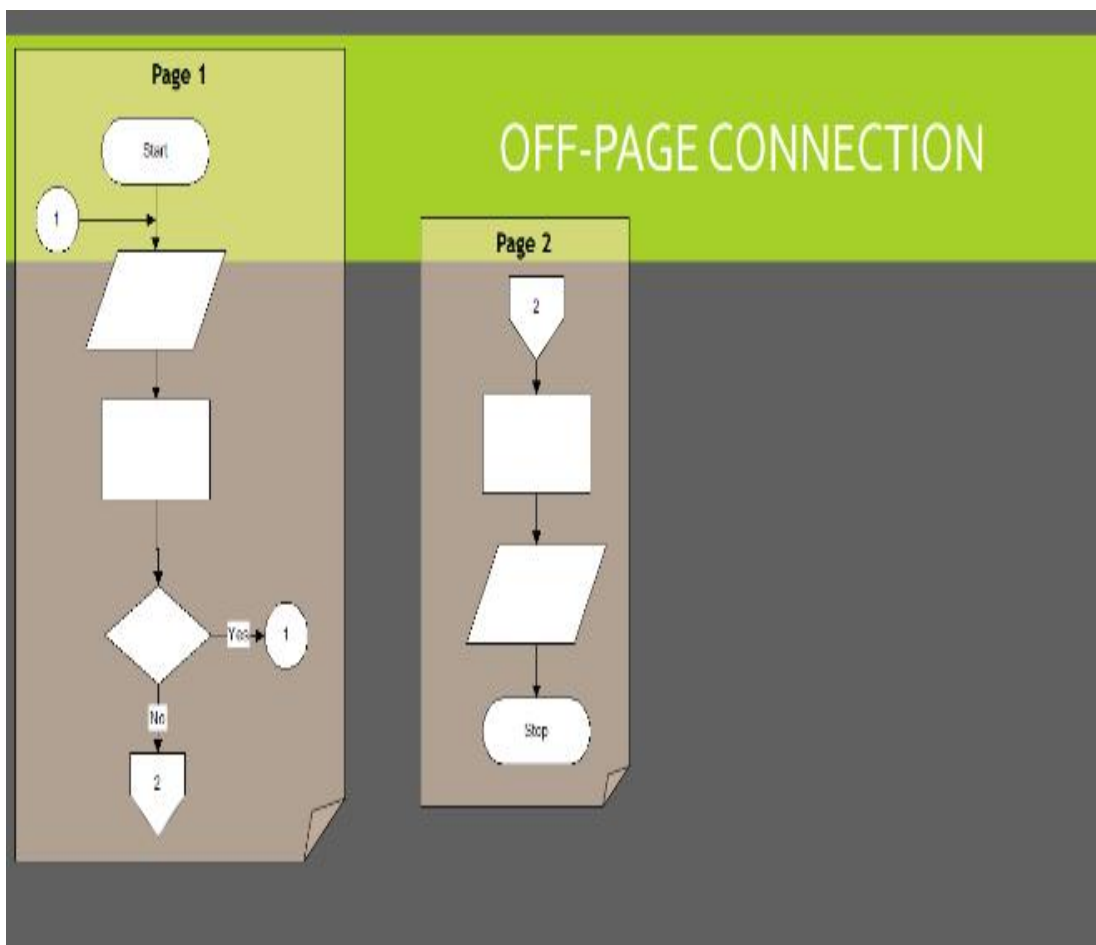 OFF-PAGE CONNECTION
Page 1
Start
1
Yes
1
No
2
Page 2
2
Stop